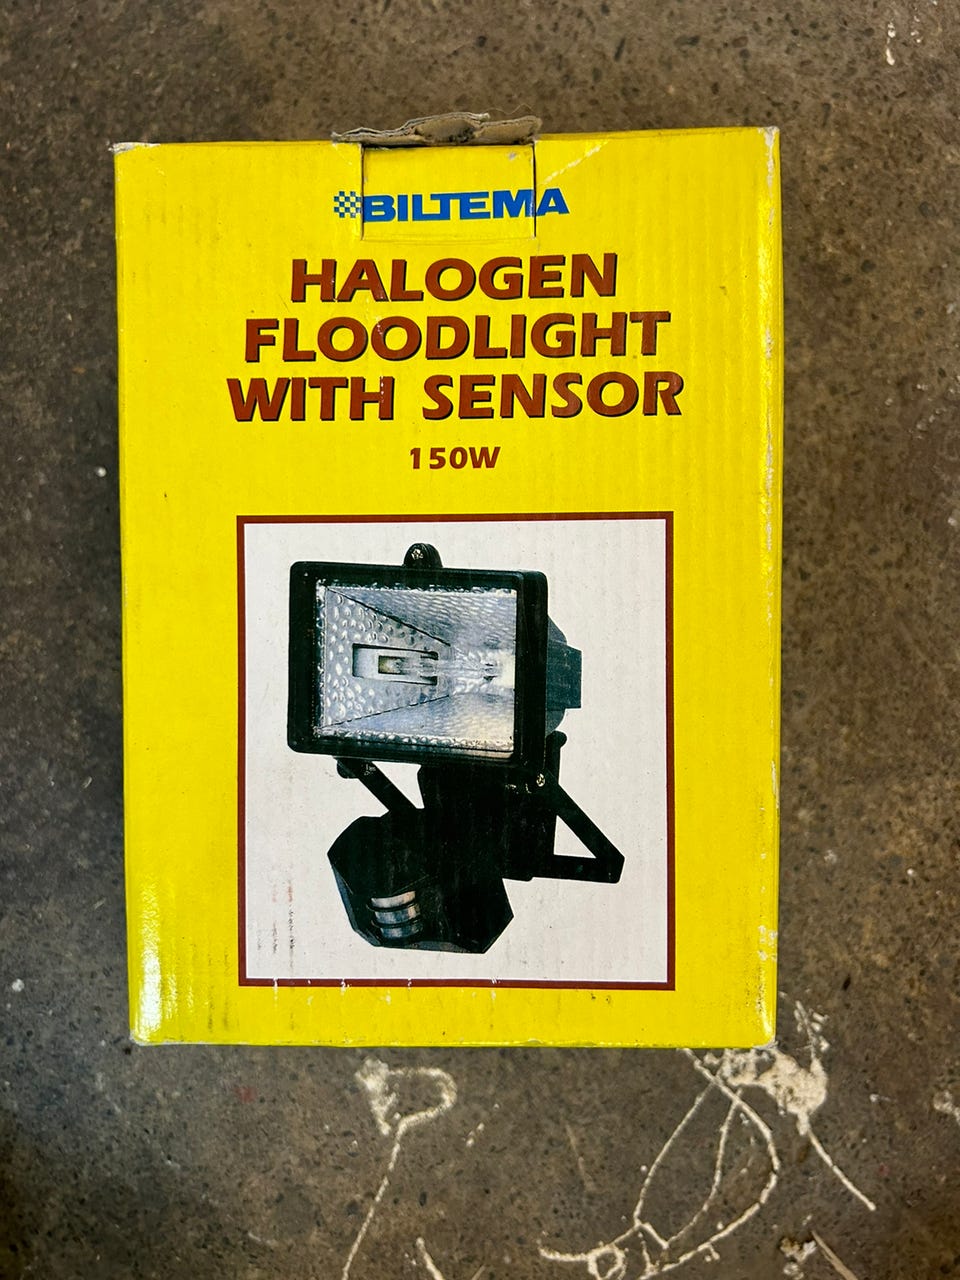 BILTEMA
HALOGEN
FLOODLIGHT
WITH SENSOR
150W